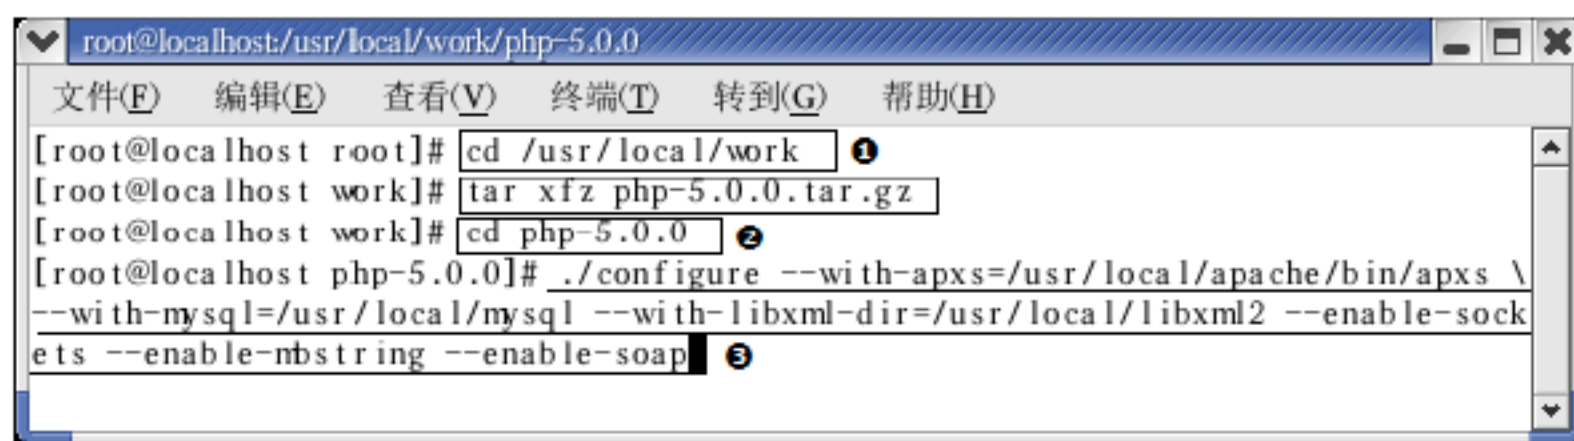 root@localhost:/usr/local/work/php-5.0.0
文件(F) 编辑(E) 查看(V) 终端(T) 转到(G) 帮助(H)
[root@localhost root]# cd /usr/local/work ❶
[root@localhost work]# tar xfz php-5.0.0.tar.gz
[root@localhost work]# cd php-5.0.0 ❷
[root@localhost php-5.0.0]# ./configure --with-apxs=/usr/local/apache/bin/apxs \
--with-mysql=/usr/local/mysql --with-libxml-dir=/usr/local/libxml2 --enable-sock
ets --enable-mbstring --enable-soap ❸